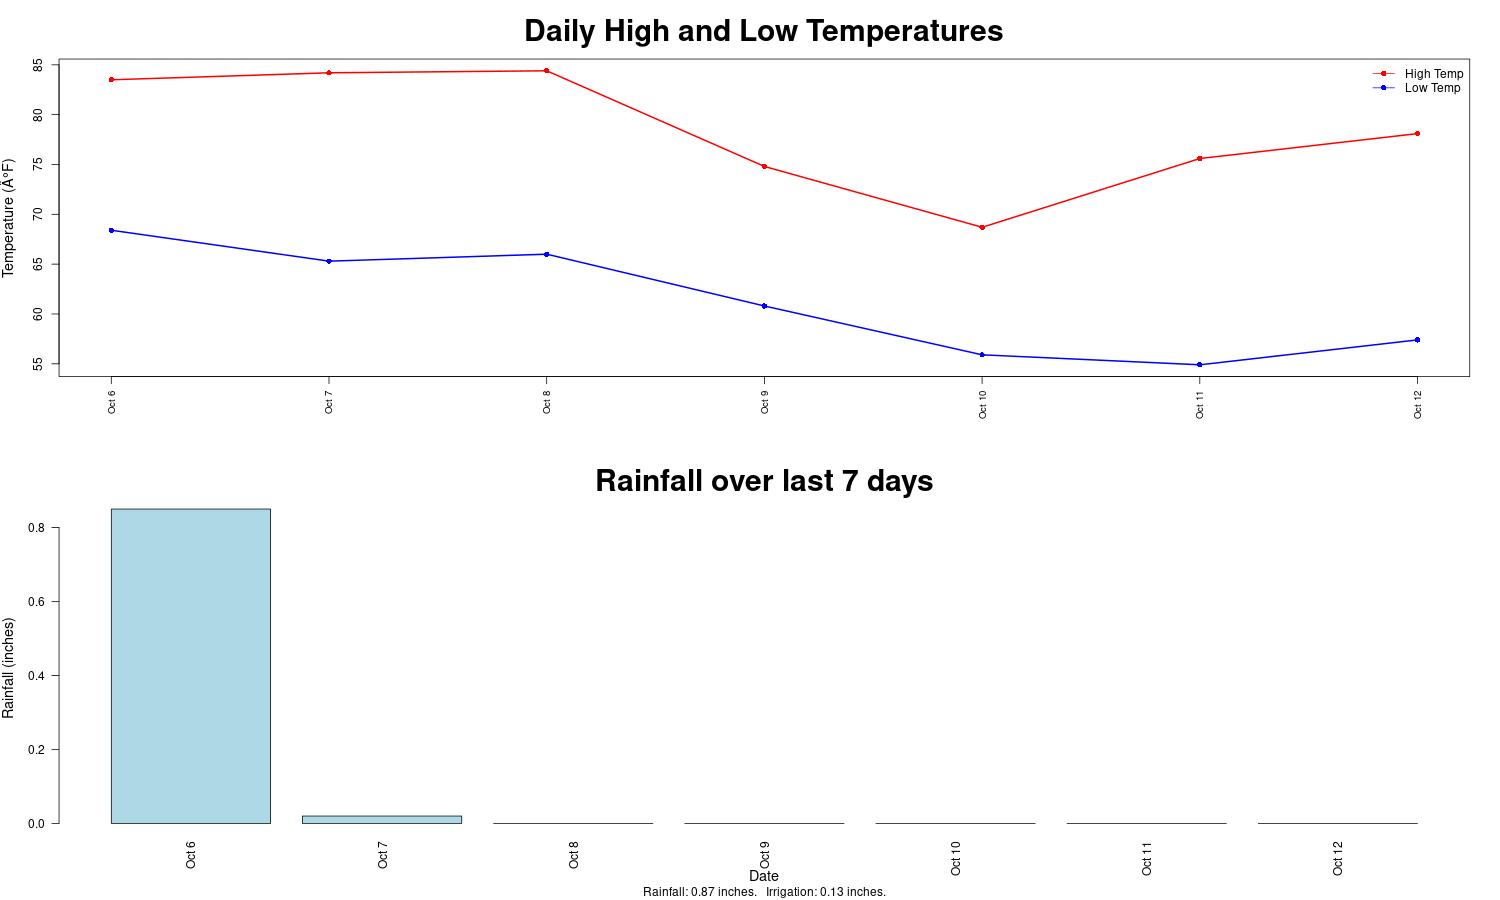 Daily High and Low Temperatures
Temperature (Â°F)
85
80
75
70
65
60
55
High Temp
Low Temp
Oct 6
Oct 7
Oct 8
Oct 9
Oct 10
Oct 11
Oct 12
Rainfall over last 7 days
Rainfall (inches)
0.8
0.6
0.4
0.2
0.0
Oct 6
Oct 7
Oct 8
Oct 9
Oct 10
Oct 11
Oct 12
Date
Rainfall: 0.87 inches.  Irrigation: 0.13 inches.